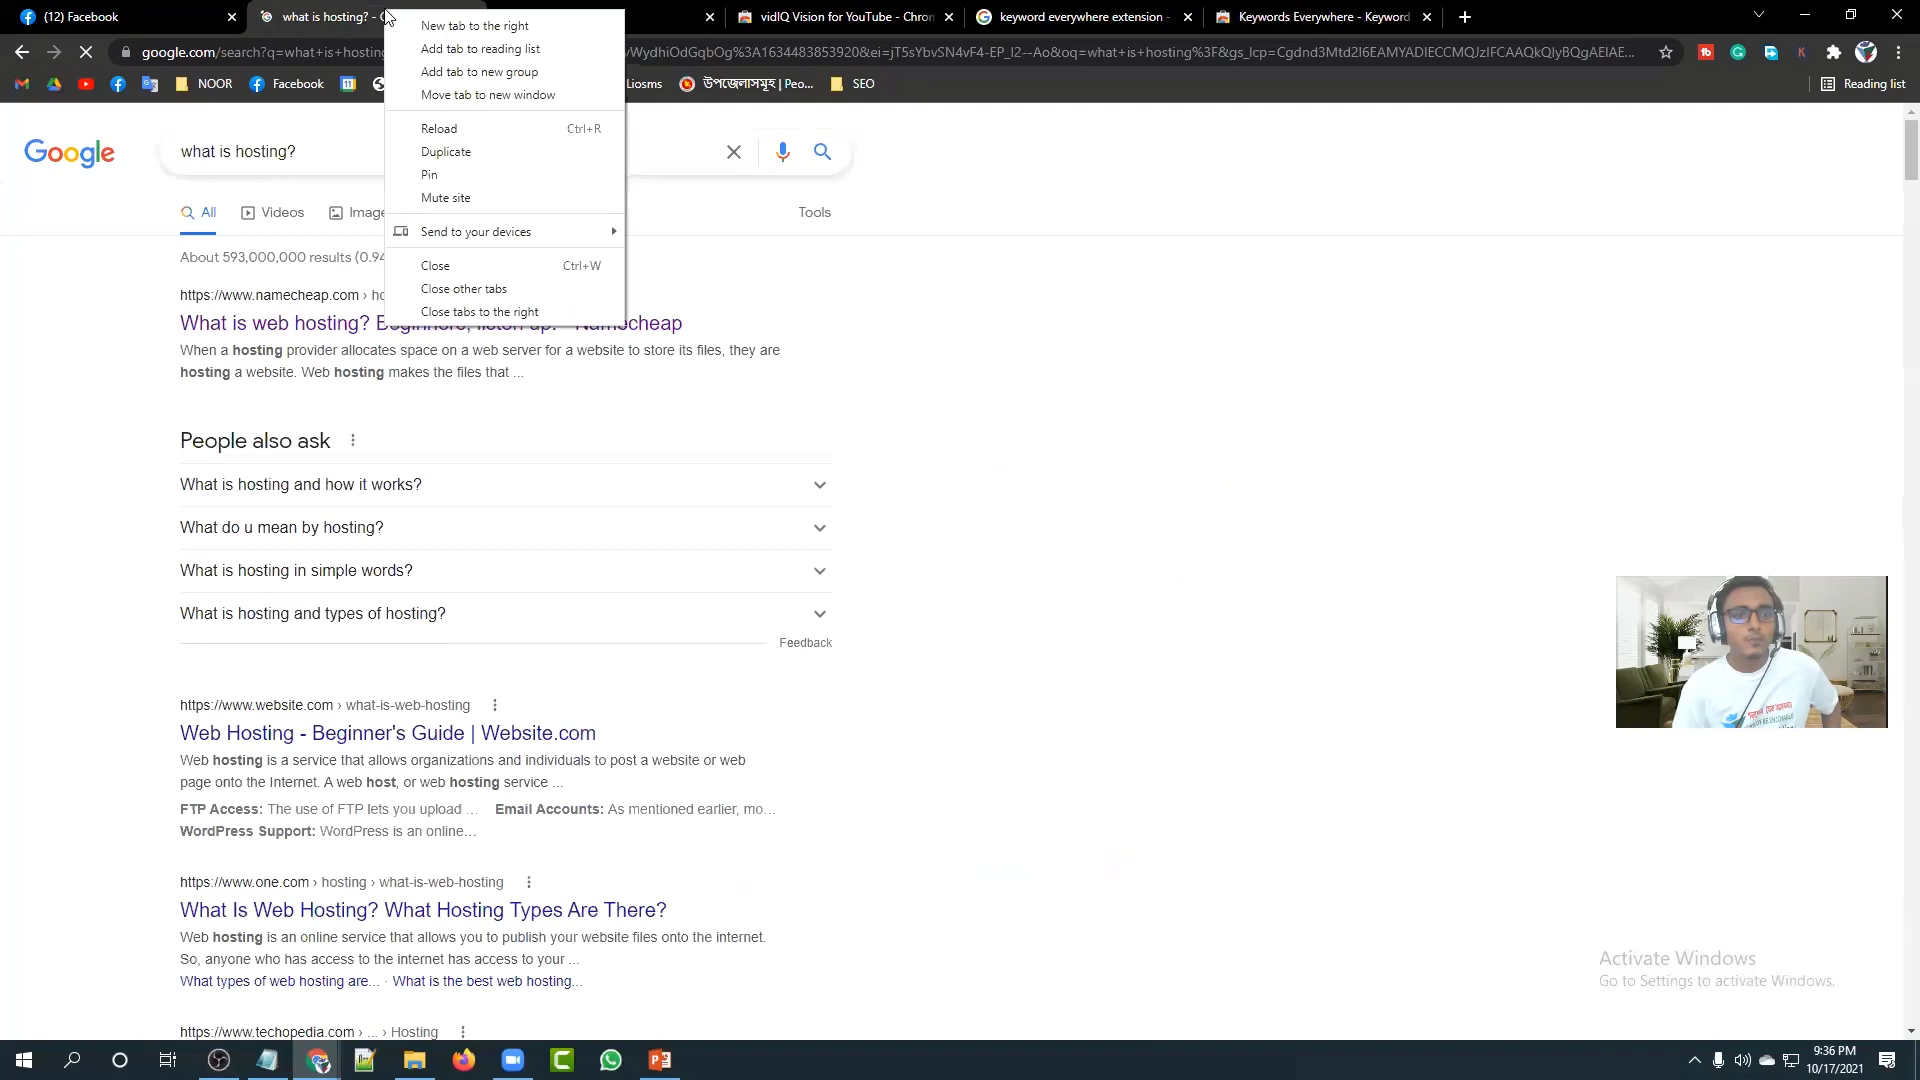 (12) Facebook
what is hosting? -
vidIQ Vision for YouTube - Chron
keyword everywhere extension -
Keywords Everywhere - Keyword
google.com/search?q=what+is+hosting
NOOR
Facebook
Liosms
উপজেলাসমূহ | Peo...
SEO
Reading list
New tab to the right
Add tab to reading list
Add tab to new group
Move tab to new window
Reload Ctrl+R
Duplicate
Pin
Mute site
Send to your devices
Close Ctrl+W
Close other tabs
Close tabs to the right
Google
what is hosting?
All
Videos
Image
Tools
About 593,000,000 results (0.94
https://www.namecheap.com › ho
What is web hosting? Beginners, listen up. - Namecheap
When a hosting provider allocates space on a web server for a website to store its files, they are
hosting a website. Web hosting makes the files that ...
People also ask
What is hosting and how it works?
What do u mean by hosting?
What is hosting in simple words?
What is hosting and types of hosting?
Feedback
https://www.website.com › what-is-web-hosting
Web Hosting - Beginner's Guide | Website.com
Web hosting is a service that allows organizations and individuals to post a website or web
page onto the Internet. A web host, or web hosting service ...
FTP Access: The use of FTP lets you upload ... Email Accounts: As mentioned earlier, mo...
WordPress Support: WordPress is an online...
https://www.one.com › hosting › what-is-web-hosting
What Is Web Hosting? What Hosting Types Are There?
Web hosting is an online service that allows you to publish your website files onto the internet.
So, anyone who has access to the internet has access to your ...
What types of web hosting are... · What is the best web hosting...
https://www.techopedia.com › ... › Hosting
Activate Windows
Go to Settings to activate Windows.
9:36 PM
10/17/2021